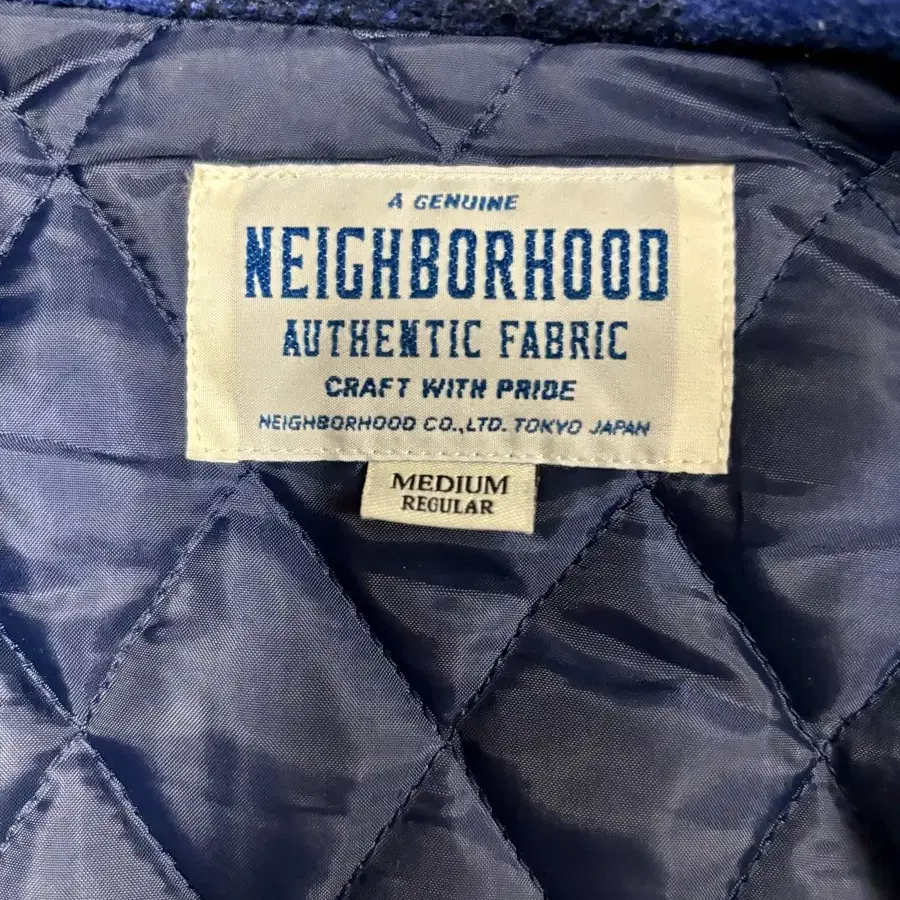 A GENUINE
NEIGHBORHOOD
AUTHENTIC FABRIC
CRAFT WITH PRIDE
NEIGHBORHOOD CO.,LTD. TOKYO JAPAN
MEDIUM
REGULAR